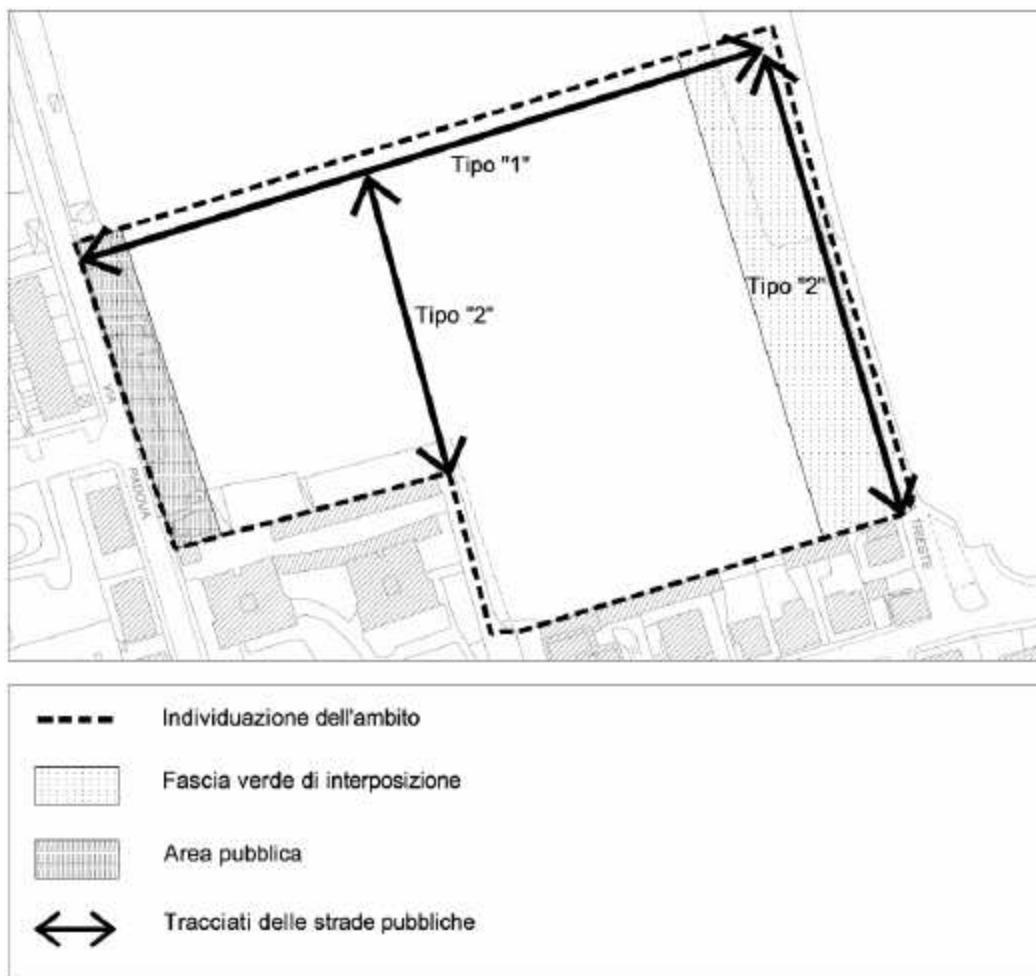 Tipo "1"
Tipo "2"
Tipo "2"
VIA
PADOVA
TRIESTE
Individuazione dell'ambito
Fascia verde di interposizione
Area pubblica
Tracciati delle strade pubbliche